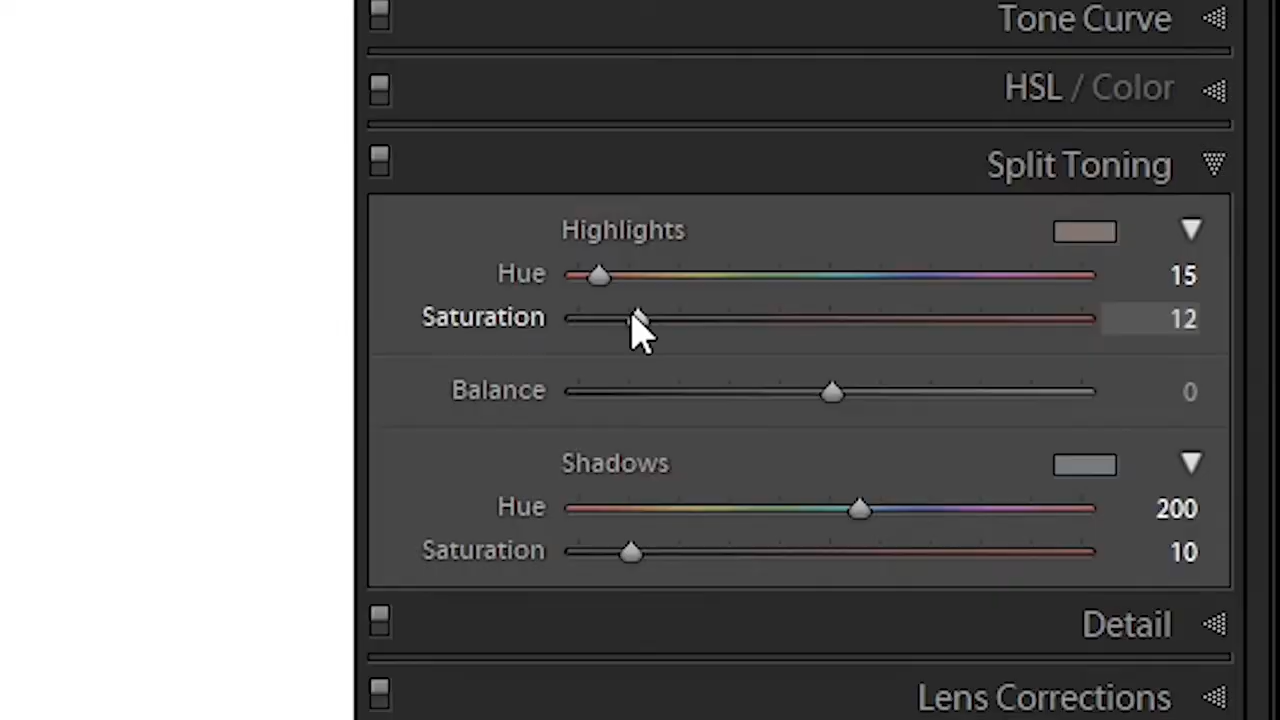 Tone Curve
HSL / Color
Split Toning
Highlights
Hue 15
Saturation 12
Balance 0
Shadows
Hue 200
Saturation 10
Detail
Lens Corrections